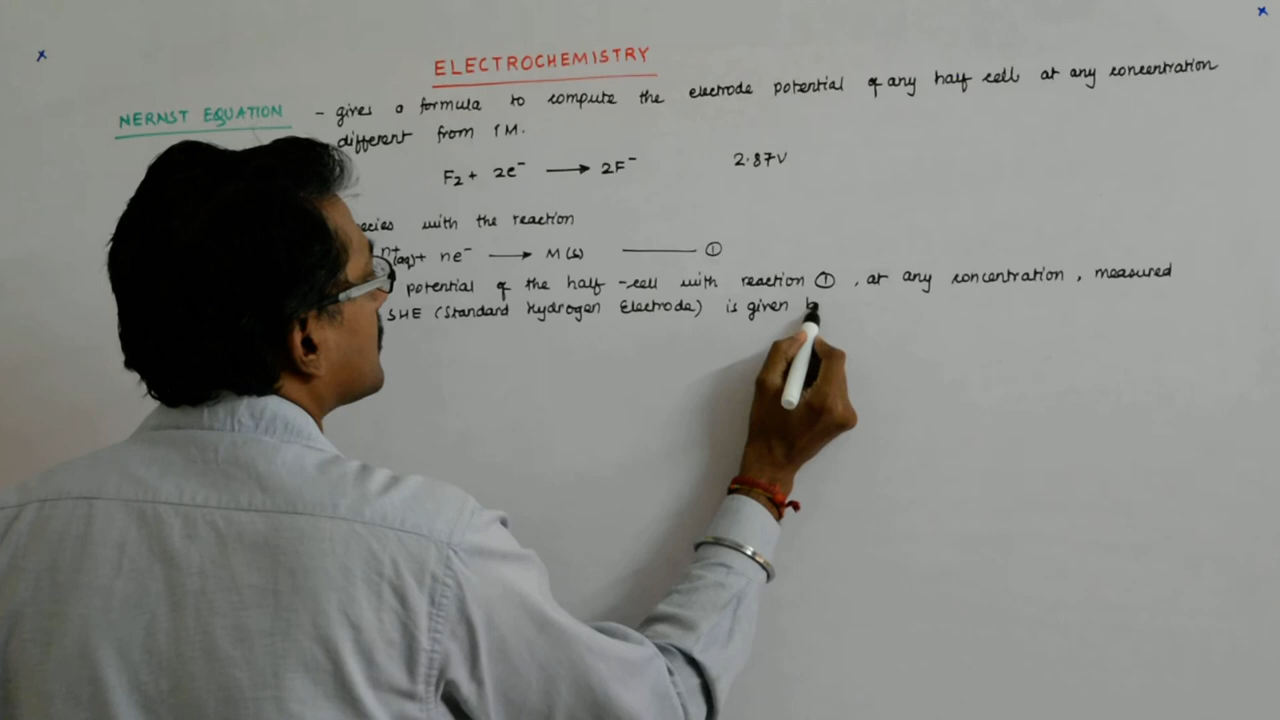 ELECTROCHEMISTRY
NERNST EQUATION - gives a formula to compute the electrode potential of any half cell at any concentration
different from 1M.
F₂ + 2e⁻ ⟶ 2F⁻ 2.87V
with the reaction
n+(aq) + ne⁻ ⟶ M(s) ——— ①
potential of the half-cell with reaction ①, at any concentration, measured
SHE (Standard Hydrogen Electrode) is given